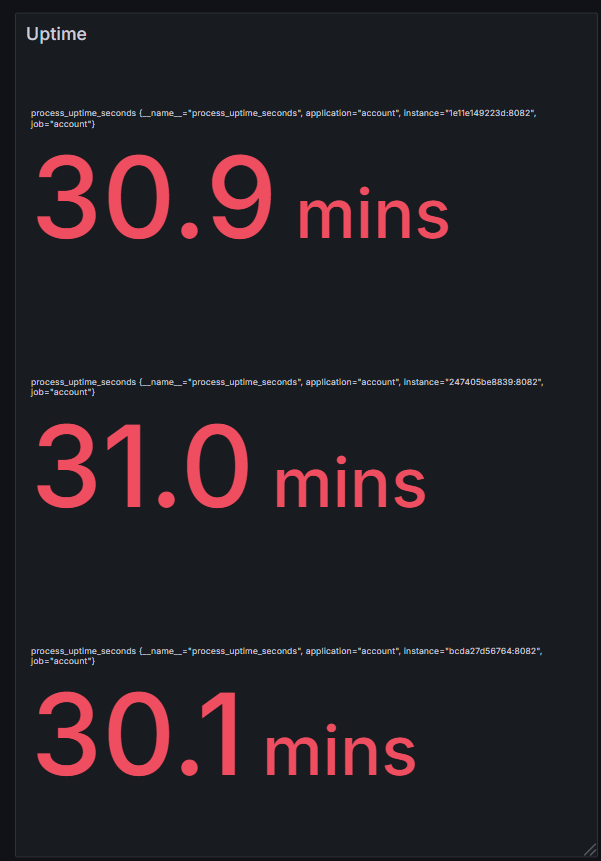 Uptime
process_uptime_seconds {__name__="process_uptime_seconds", application="account", instance="1e11e149223d:8082",
job="account"}
30.9 mins
process_uptime_seconds {__name__="process_uptime_seconds", application="account", instance="247405be8839:8082",
job="account"}
31.0 mins
process_uptime_seconds {__name__="process_uptime_seconds", application="account", instance="bcda27d56764:8082",
job="account"}
30.1 mins